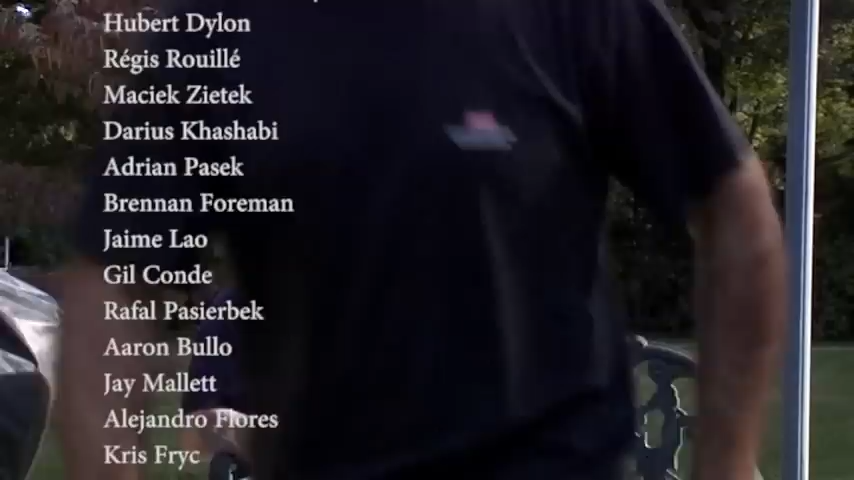 Hubert Dylon
Régis Rouillé
Maciek Zietek
Darius Khashabi
Adrian Pasek
Brennan Foreman
Jaime Lao
Gil Conde
Rafal Pasierbek
Aaron Bullo
Jay Mallett
Alejandro Flores
Kris Fryc